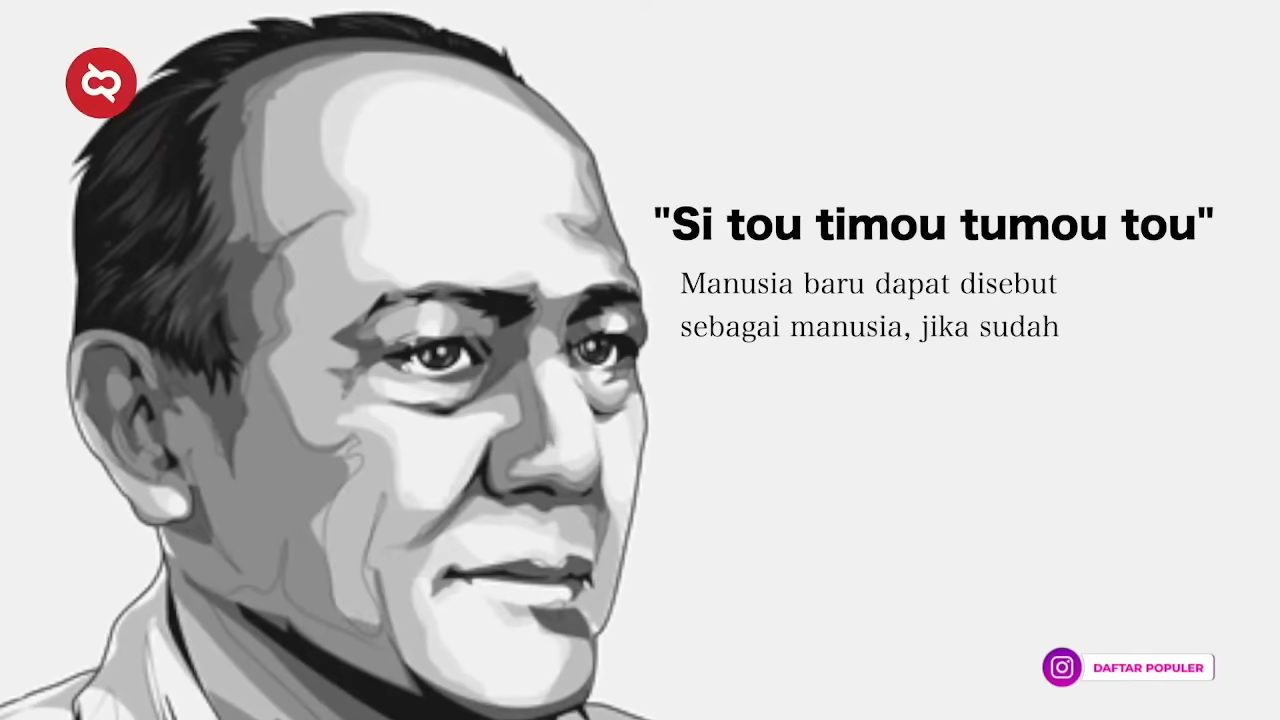 "Si tou timou tumou tou"
Manusia baru dapat disebut
sebagai manusia, jika sudah
DAFTAR POPULER